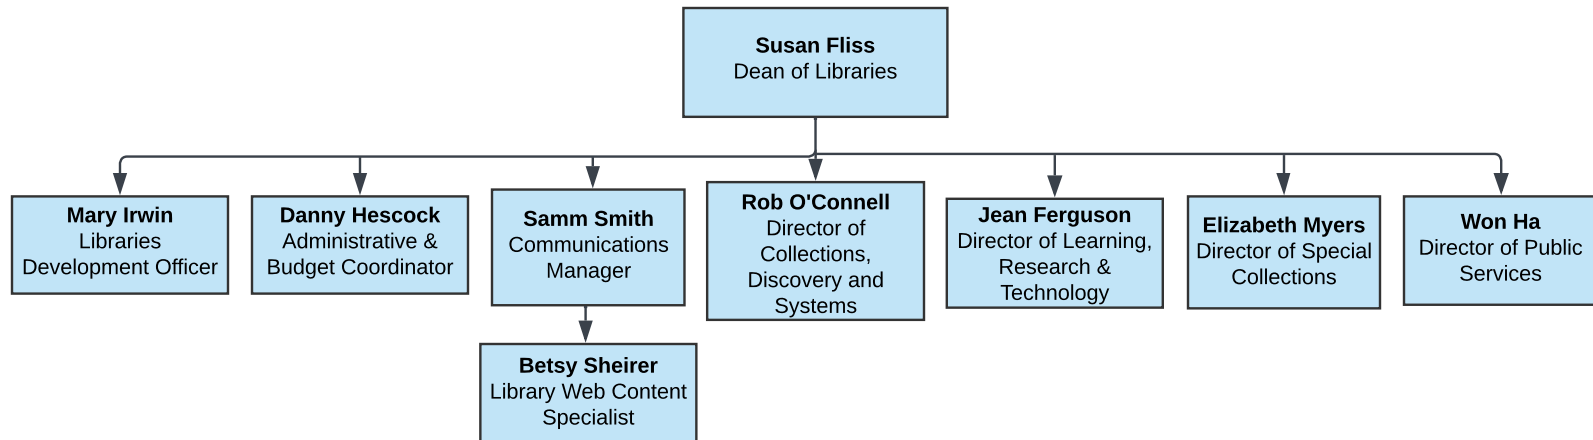 Susan Fliss
Dean of Libraries
Mary Irwin
Libraries
Development Officer
Danny Hescock
Administrative &
Budget Coordinator
Samm Smith
Communications
Manager
Rob O'Connell
Director of
Collections,
Discovery and
Systems
Jean Ferguson
Director of Learning,
Research &
Technology
Elizabeth Myers
Director of Special
Collections
Won Ha
Director of Public
Services
Betsy Sheirer
Library Web Content
Specialist